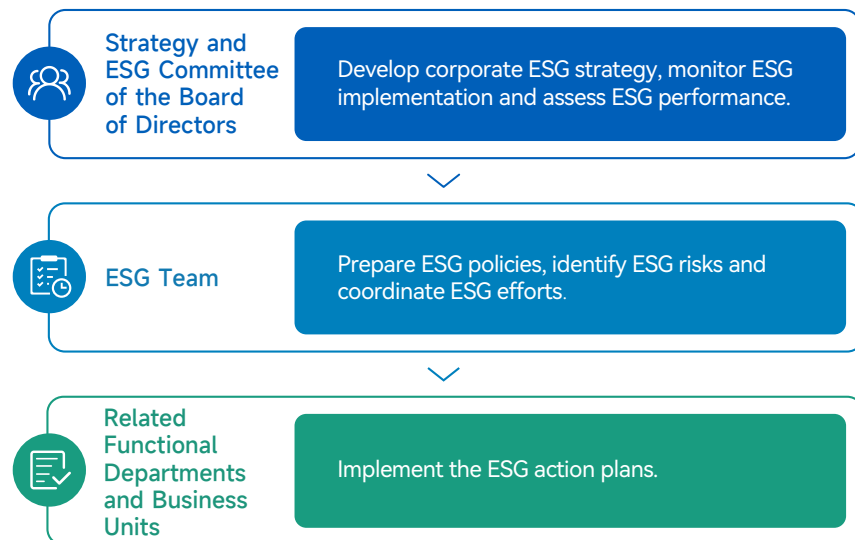 Strategy and
ESG Committee
of the Board
of Directors
Develop corporate ESG strategy, monitor ESG
implementation and assess ESG performance.
ESG Team
Prepare ESG policies, identify ESG risks and
coordinate ESG efforts.
Related
Functional
Departments
and Business
Units
Implement the ESG action plans.